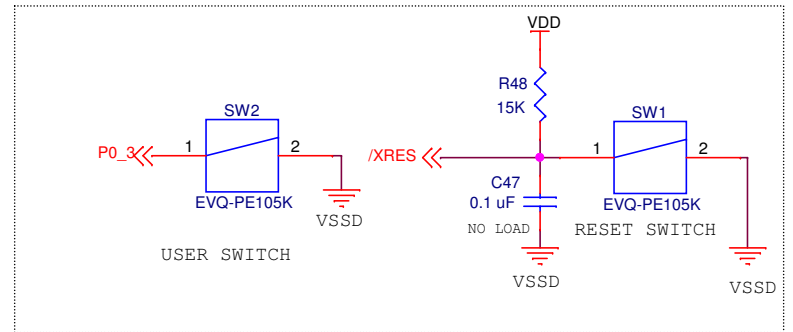 VDD
R48
15K
SW2
SW1
P0_3
1
2
/XRES
1
2
C47
0.1 uF
EVQ-PE105K
EVQ-PE105K
VSSD
NO LOAD
RESET SWITCH
USER SWITCH
VSSD
VSSD